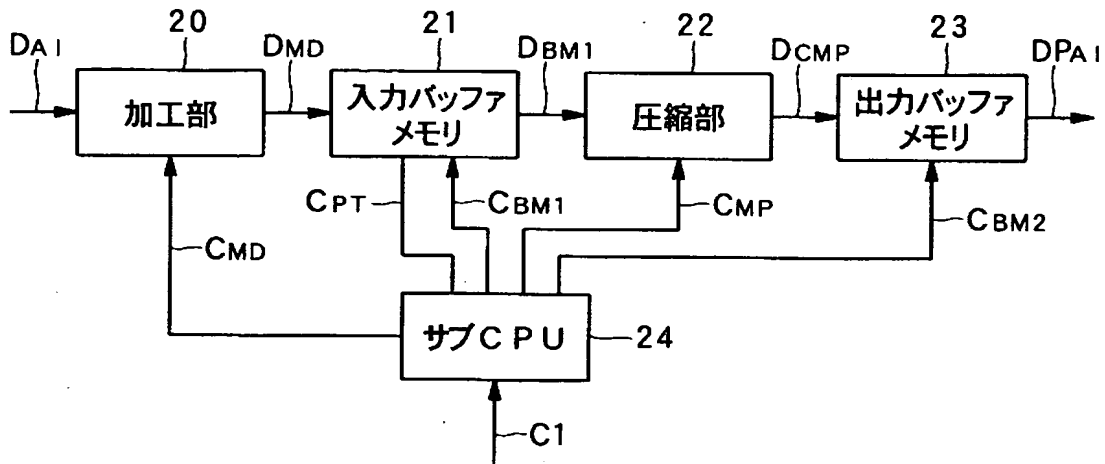 20
21
22
23
DAI
DMD
DBM1
DCMP
DPAI
加工部
入力バッファ
メモリ
圧縮部
出力バッファ
メモリ
CPT
CBM1
CMP
CBM2
CMD
サブCPU
24
C1